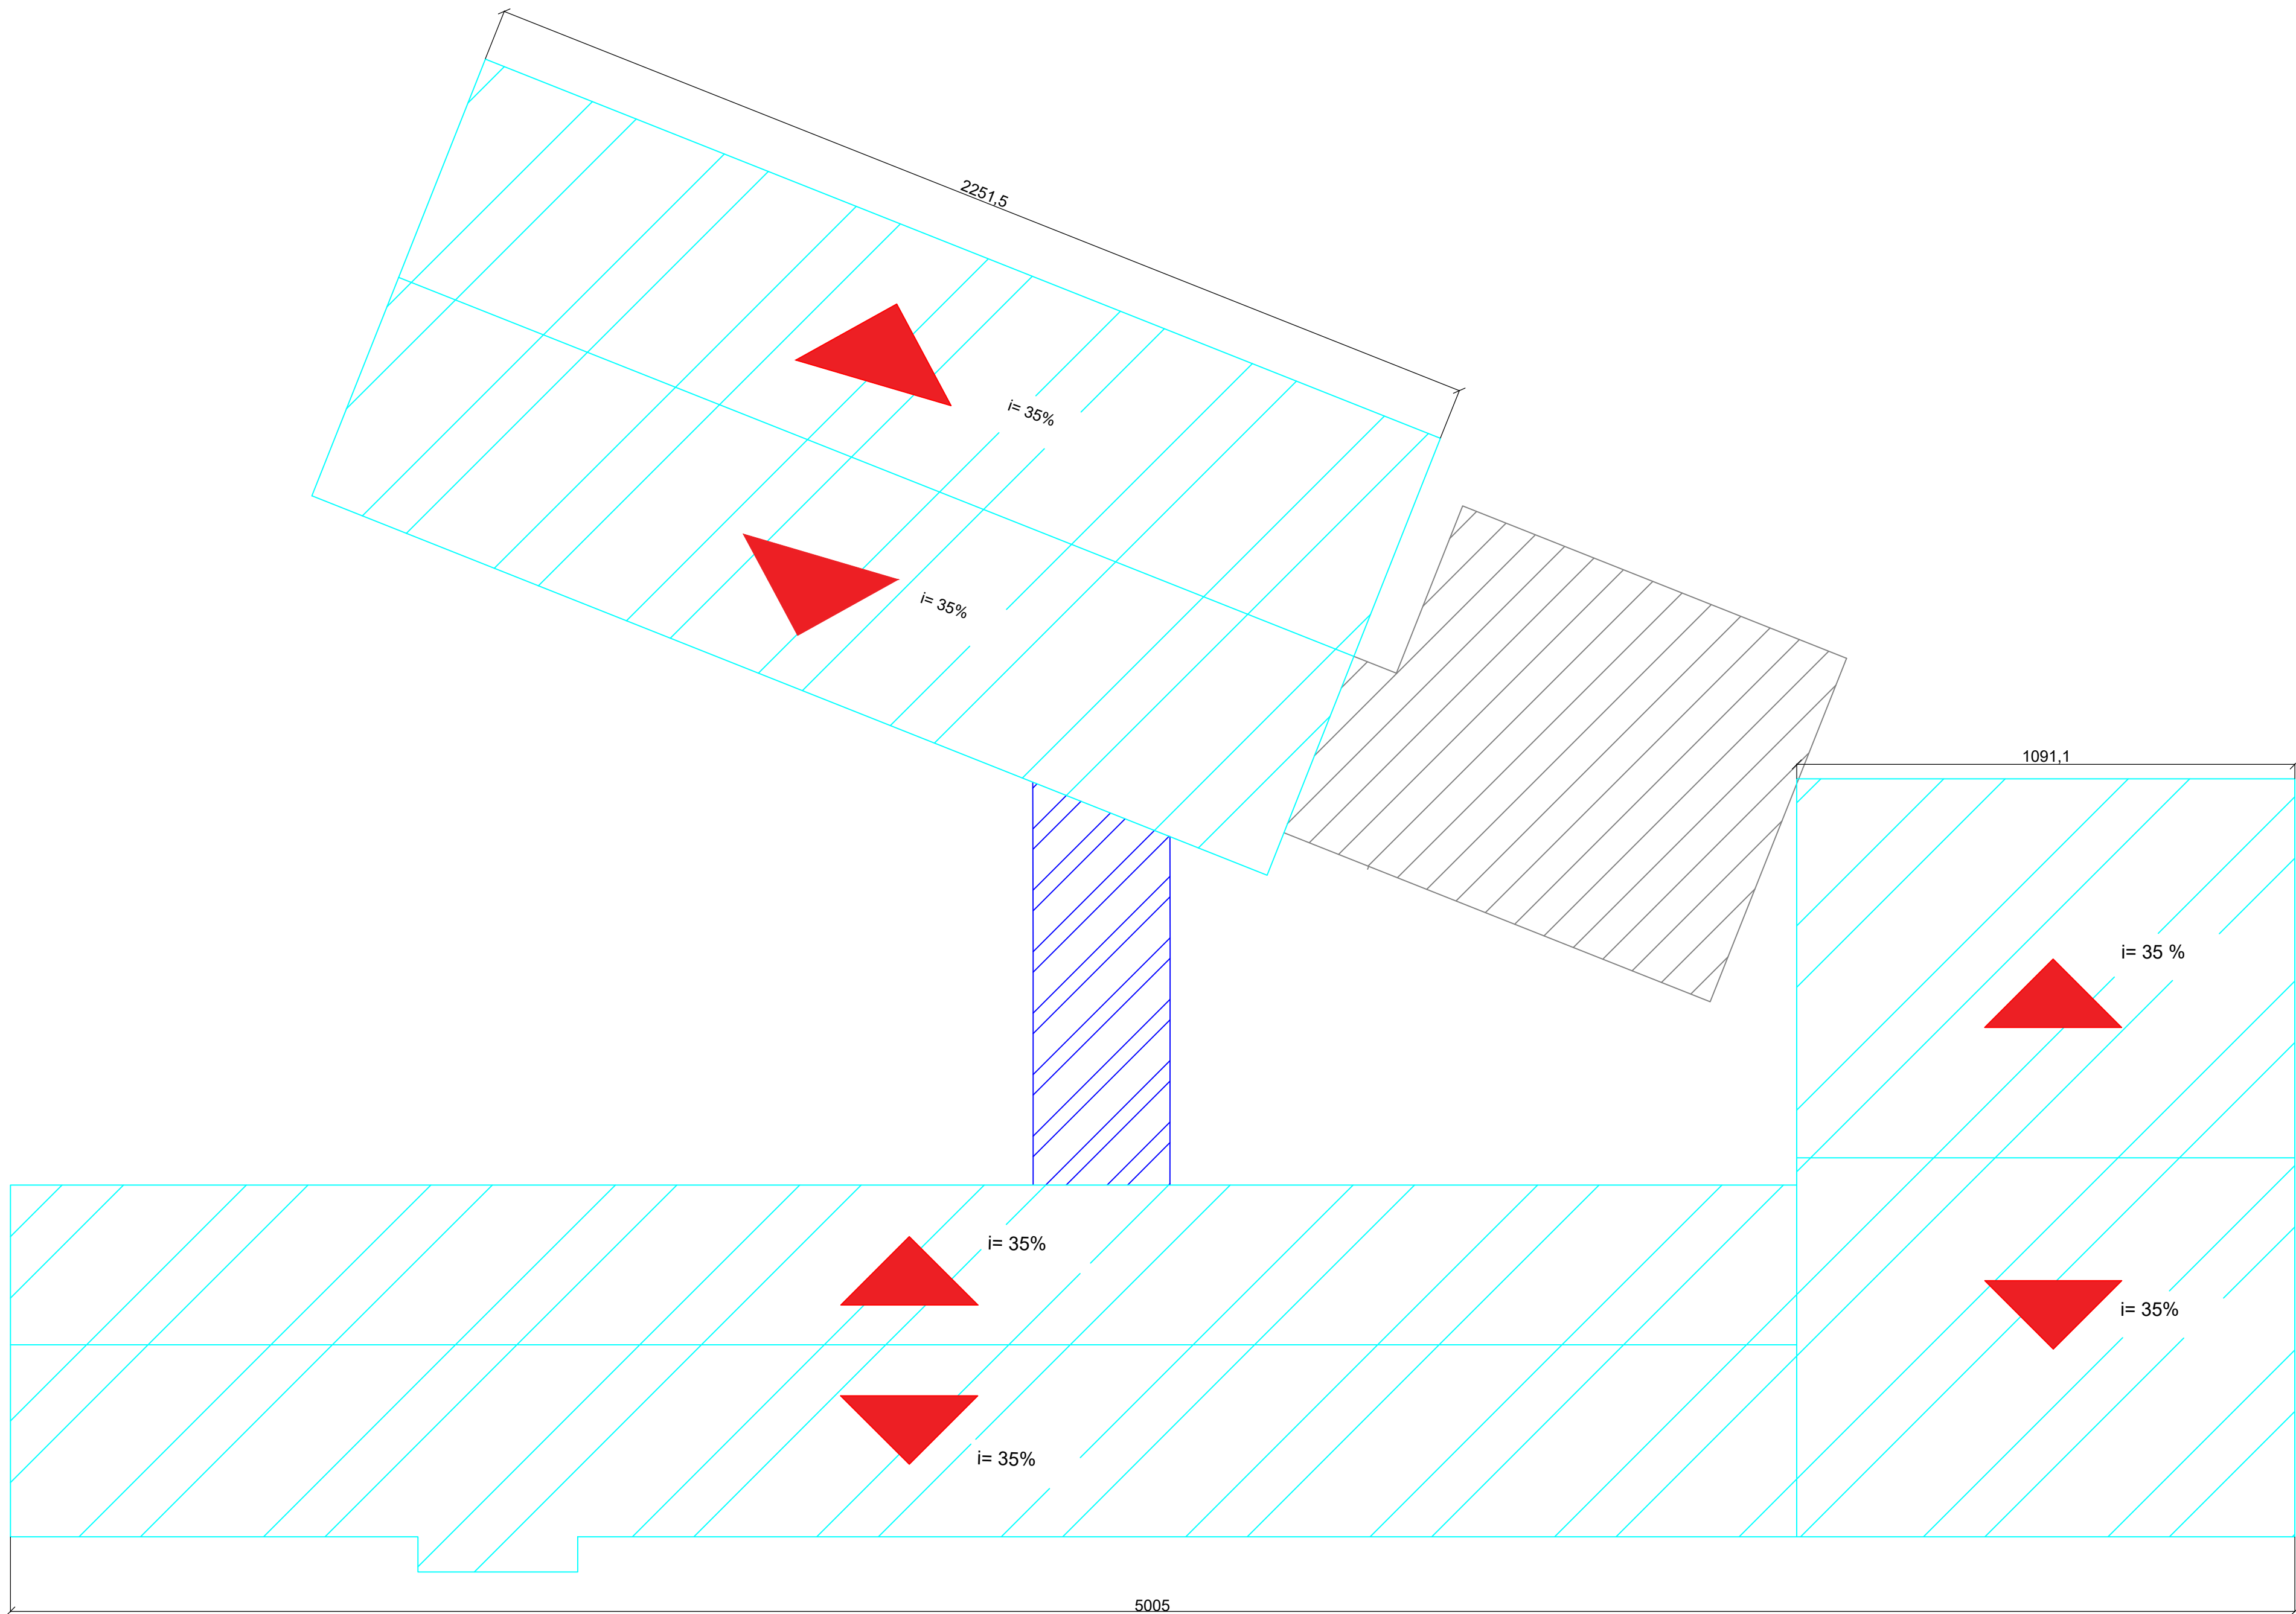 2251,5
i= 35%
i= 35%
1091,1
i= 35 %
i= 35%
i= 35%
i= 35%
5005